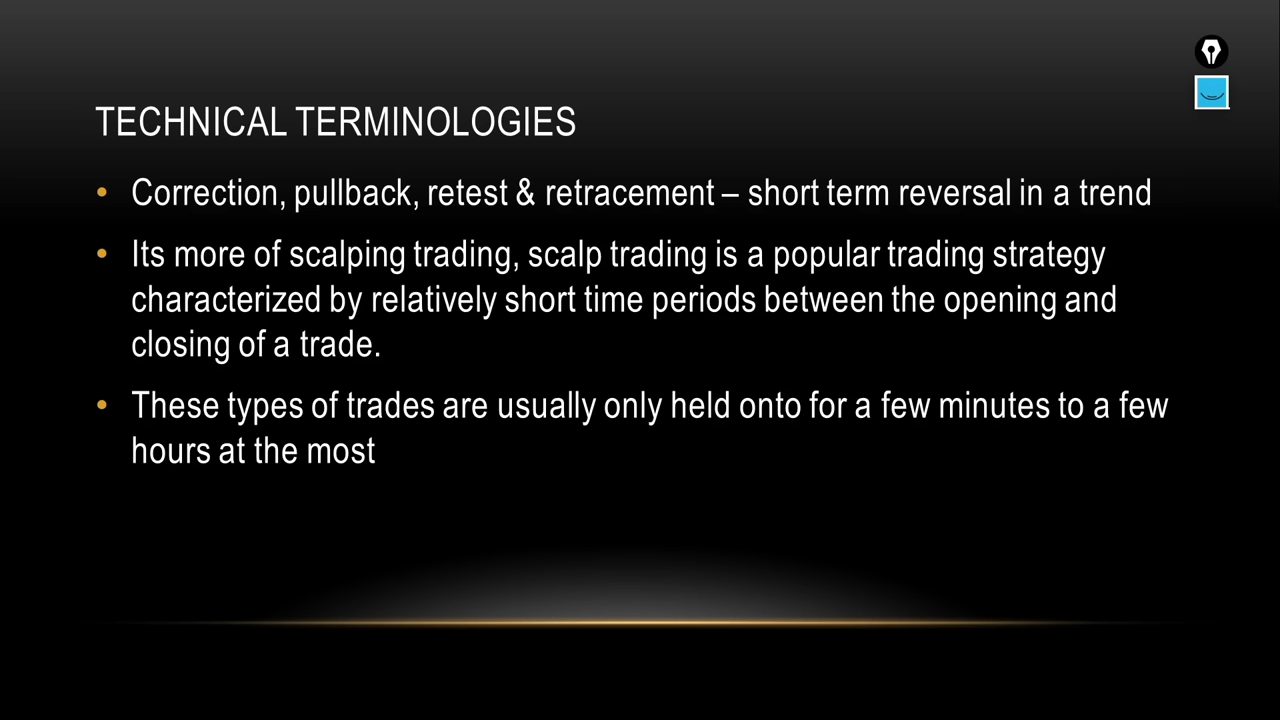 TECHNICAL TERMINOLOGIES
• Correction, pullback, retest & retracement – short term reversal in a trend
• Its more of scalping trading, scalp trading is a popular trading strategy
characterized by relatively short time periods between the opening and
closing of a trade.
• These types of trades are usually only held onto for a few minutes to a few
hours at the most